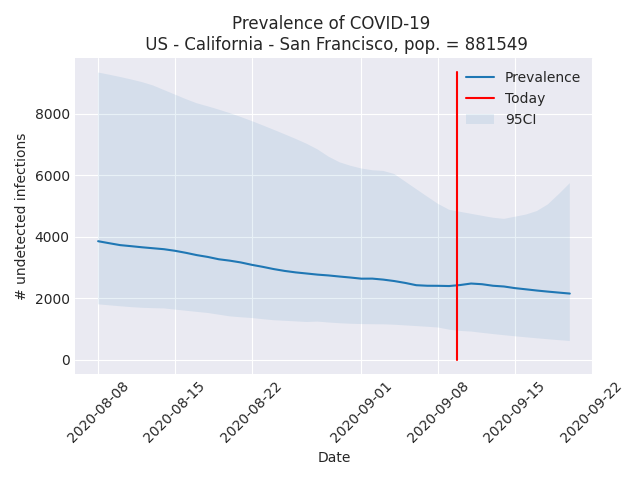 Prevalence of COVID-19
US - California - San Francisco, pop. = 881549
Prevalence
Today
95CI
# undetected infections
8000
6000
4000
2000
0
2020-08-08
2020-08-15
2020-08-22
2020-09-01
2020-09-08
2020-09-15
2020-09-22
Date